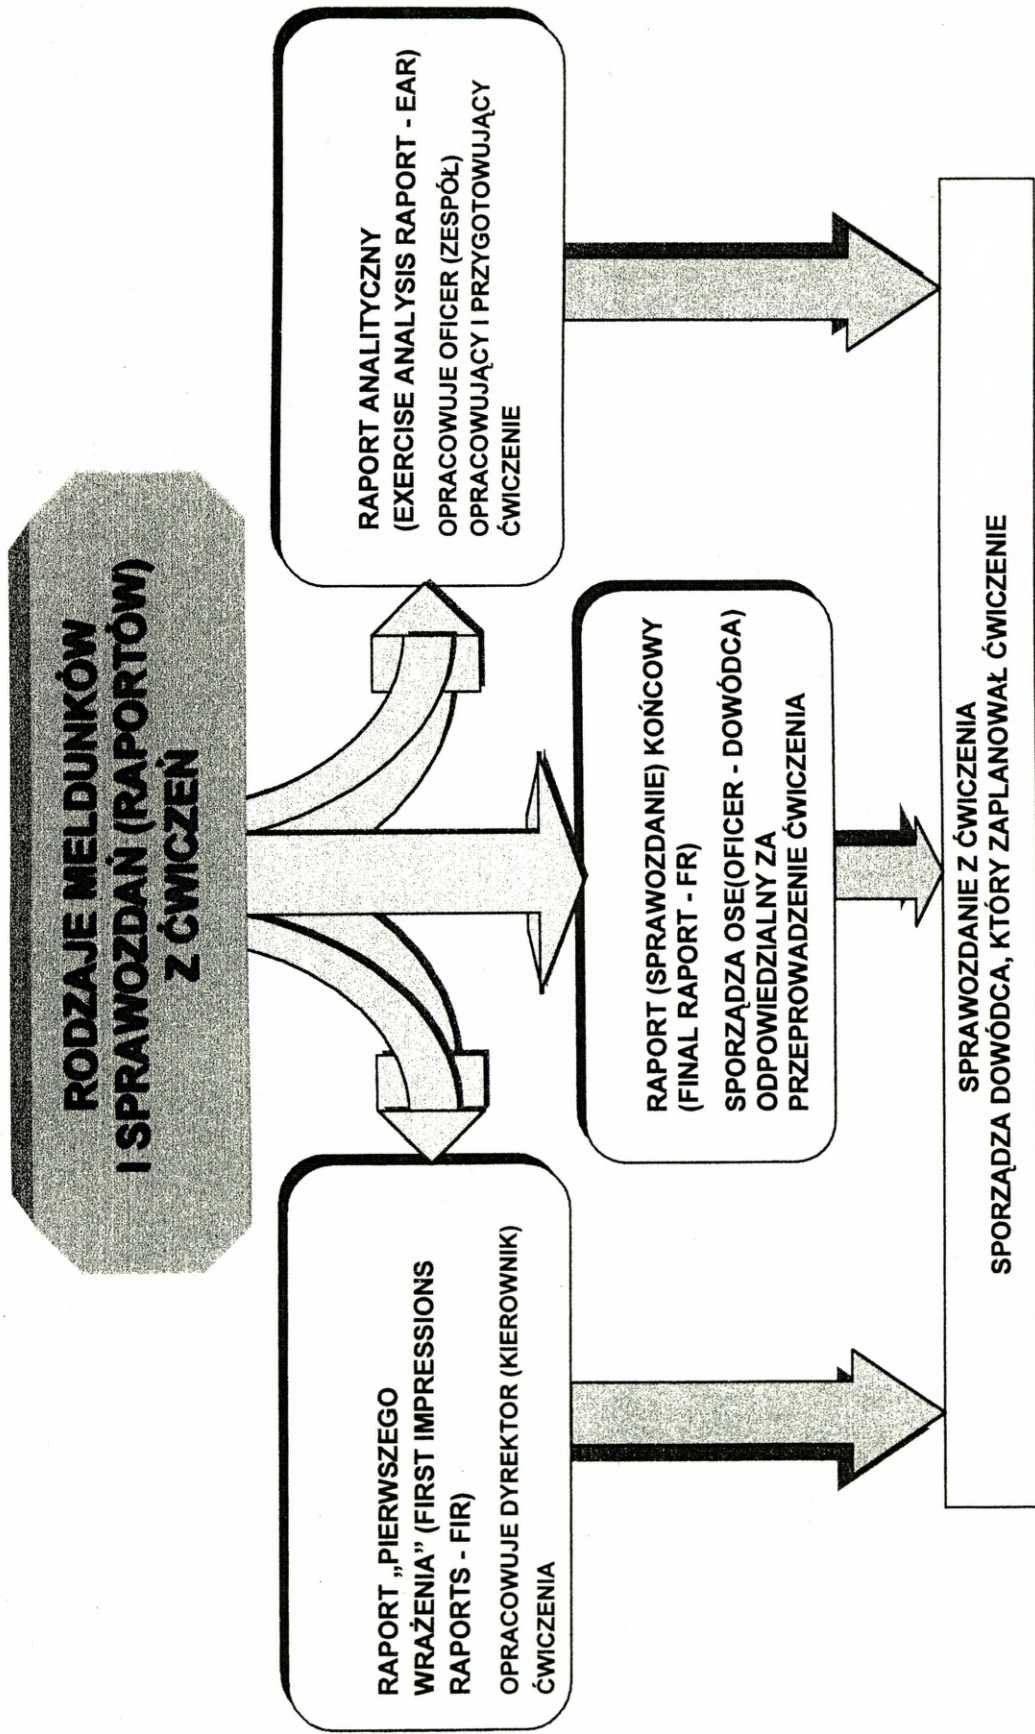 RODZAJE MELDUNKÓW
I SPRAWOZDAŃ (RAPORTÓW)
Z ĆWICZEŃ
RAPORT „PIERWSZEGO
WRAŻENIA” (FIRST IMPRESSIONS
RAPORTS - FIR)
OPRACOWUJE DYREKTOR (KIEROWNIK)
ĆWICZENIA
RAPORT (SPRAWOZDANIE) KOŃCOWY
(FINAL RAPORT - FR)
SPORZĄDZA OSE(OFICER - DOWÓDCA)
ODPOWIEDZIALNY ZA
PRZEPROWADZENIE ĆWICZENIA
RAPORT ANALITYCZNY
(EXERCISE ANALYSIS RAPORT - EAR)
OPRACOWUJE OFICER (ZESPÓŁ)
OPRACOWUJĄCY I PRZYGOTOWUJĄCY
ĆWICZENIE
SPRAWOZDANIE Z ĆWICZENIA
SPORZĄDZA DOWÓDCA, KTÓRY ZAPLANOWAŁ ĆWICZENIE